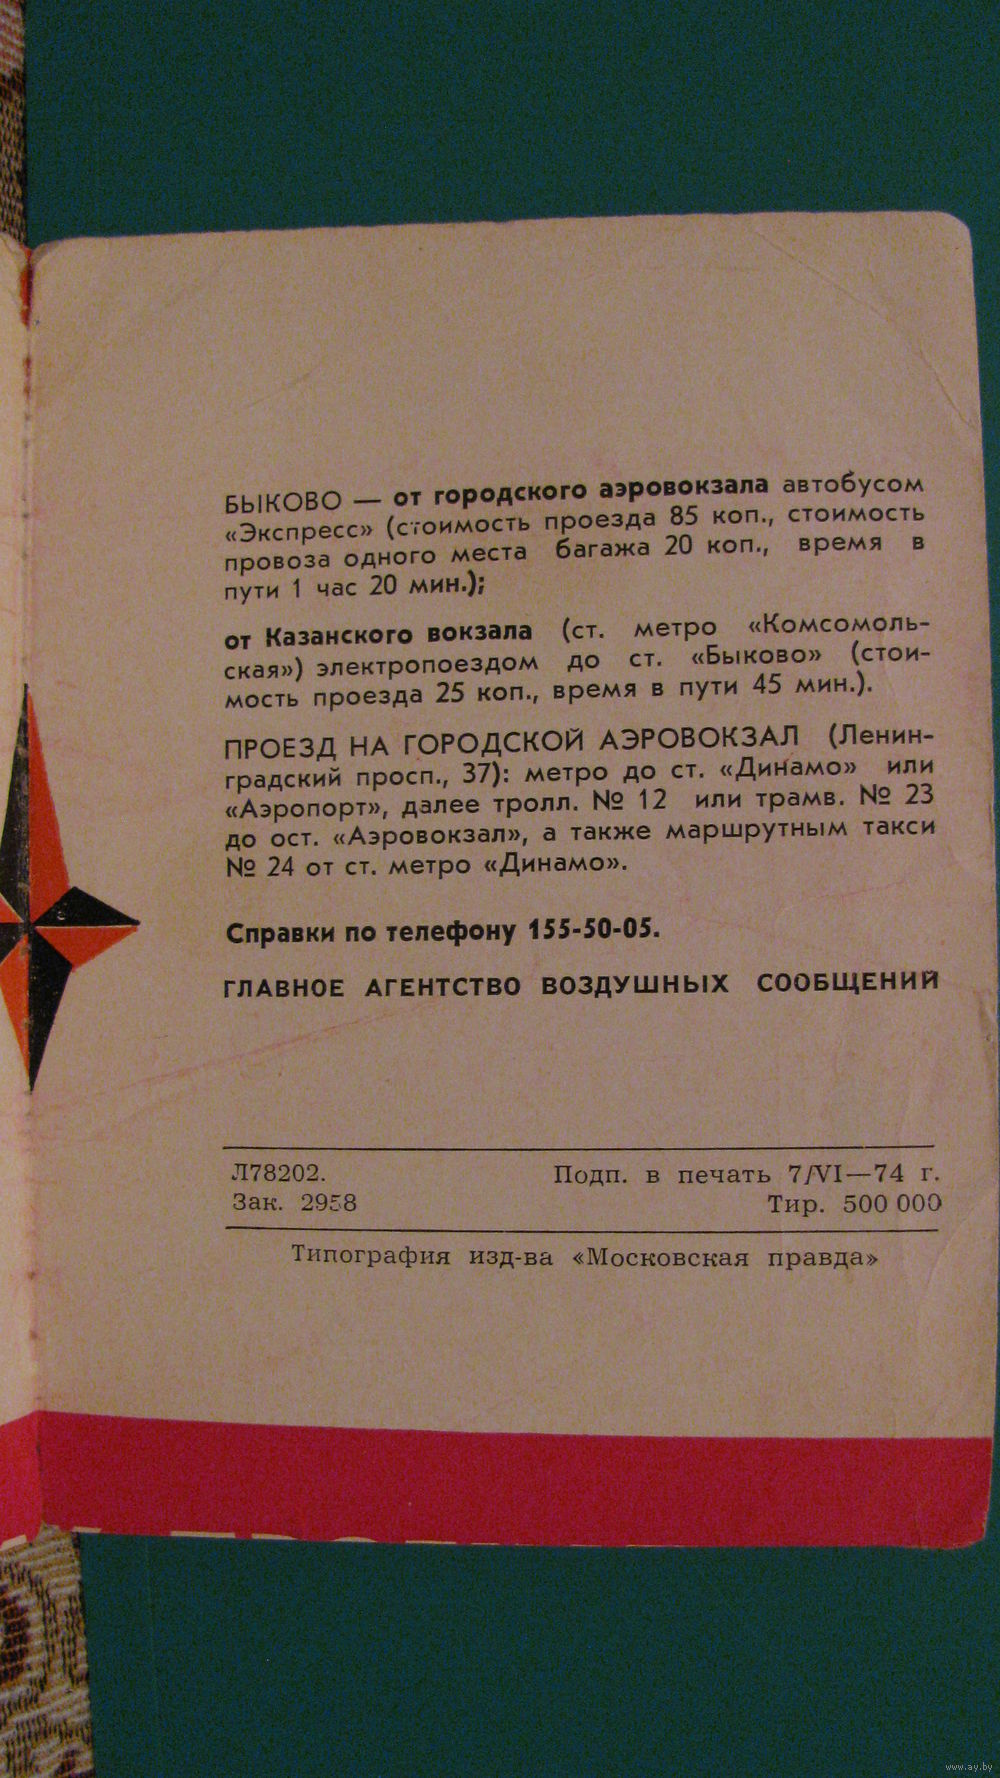 БЫКОВО — от городского аэровокзала автобусом
«Экспресс» (стоимость проезда 85 коп., стоимость
провоза одного места багажа 20 коп., время в
пути 1 час 20 мин.);
от Казанского вокзала (ст. метро «Комсомоль-
ская») электропоездом до ст. «Быково» (стои-
мость проезда 25 коп., время в пути 45 мин.).
ПРОЕЗД НА ГОРОДСКОЙ АЭРОВОКЗАЛ (Ленин-
градский просп., 37): метро до ст. «Динамо» или
«Аэропорт», далее тролл. № 12 или трамв. № 23
до ост. «Аэровокзал», а также маршрутным такси
№ 24 от ст. метро «Динамо».
Справки по телефону 155-50-05.
ГЛАВНОЕ АГЕНТСТВО ВОЗДУШНЫХ СООБЩЕНИЙ
Л78202. Подп. в печать 7/VI—74 г.
Зак. 2958 Тир. 500 000
Типография изд-ва «Московская правда»
www.ay.by